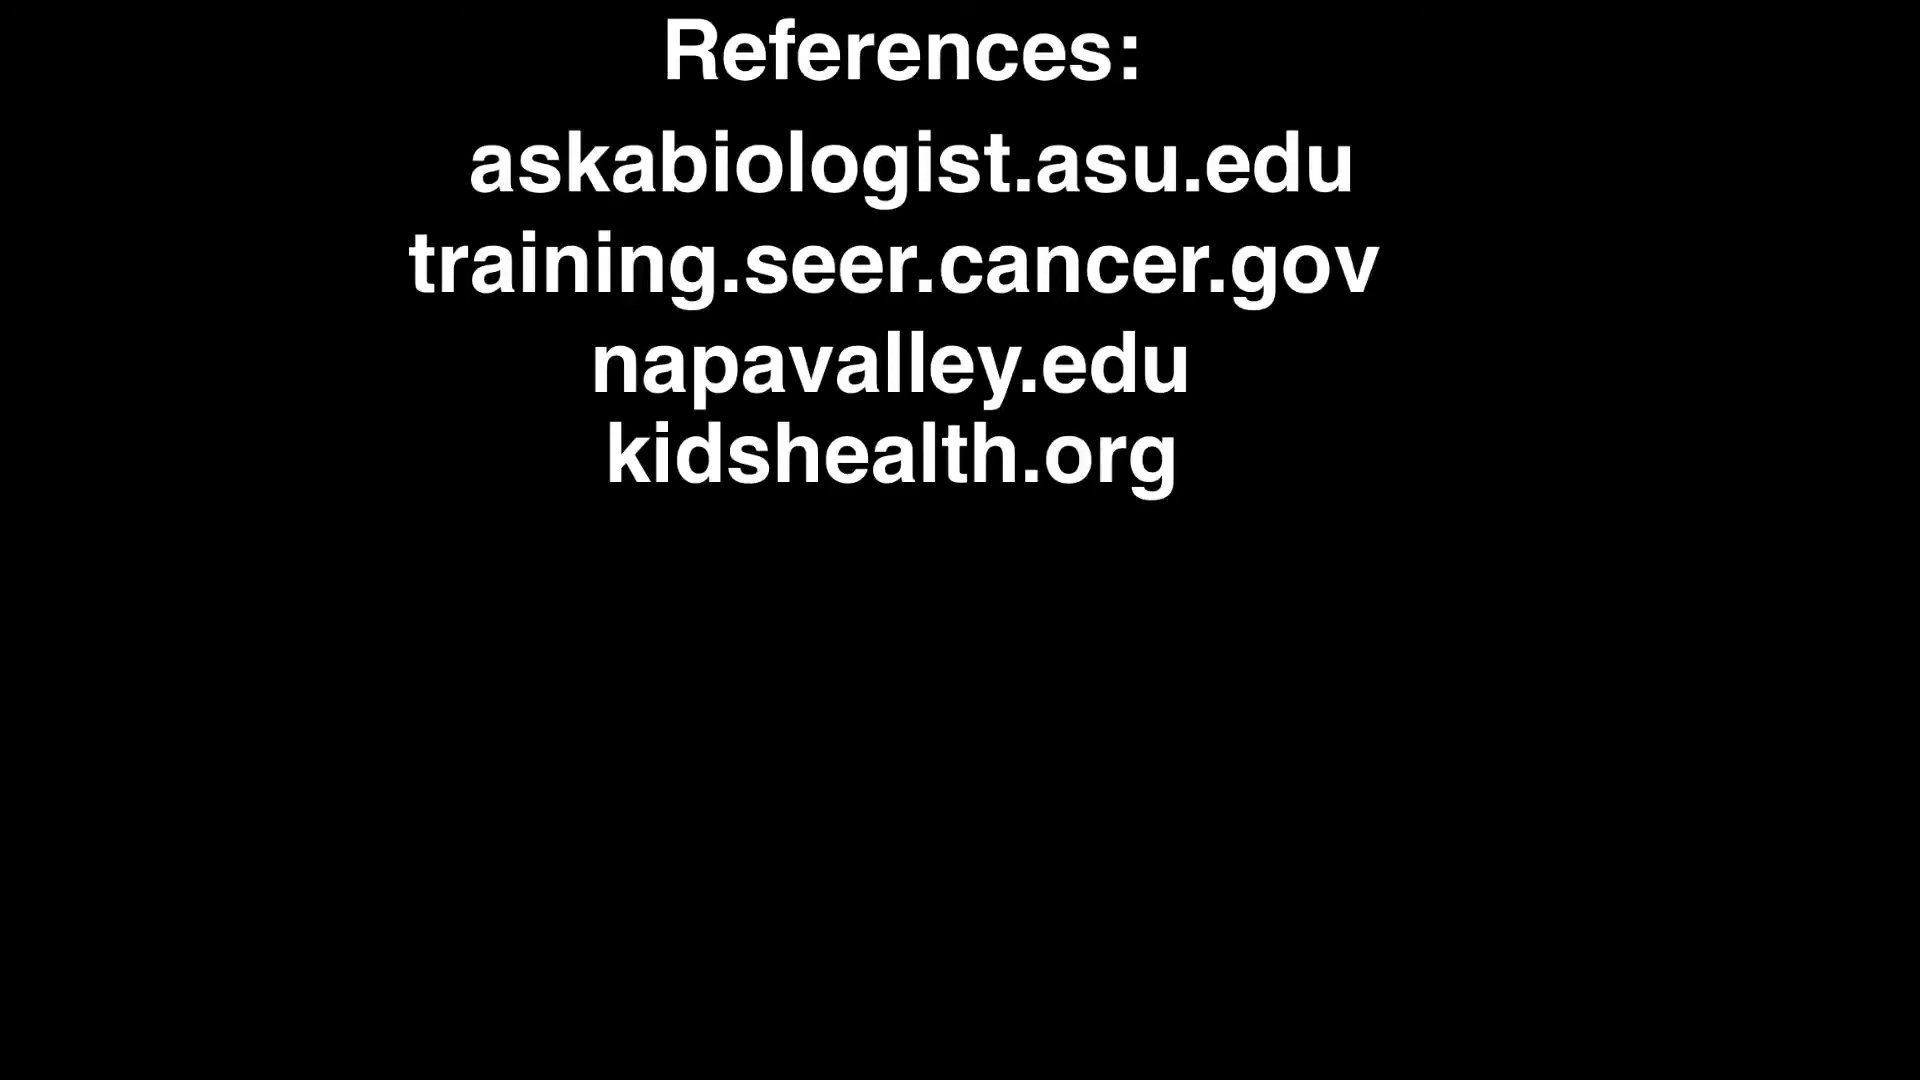 References:
askabiologist.asu.edu
training.seer.cancer.gov
napavalley.edu
kidshealth.org